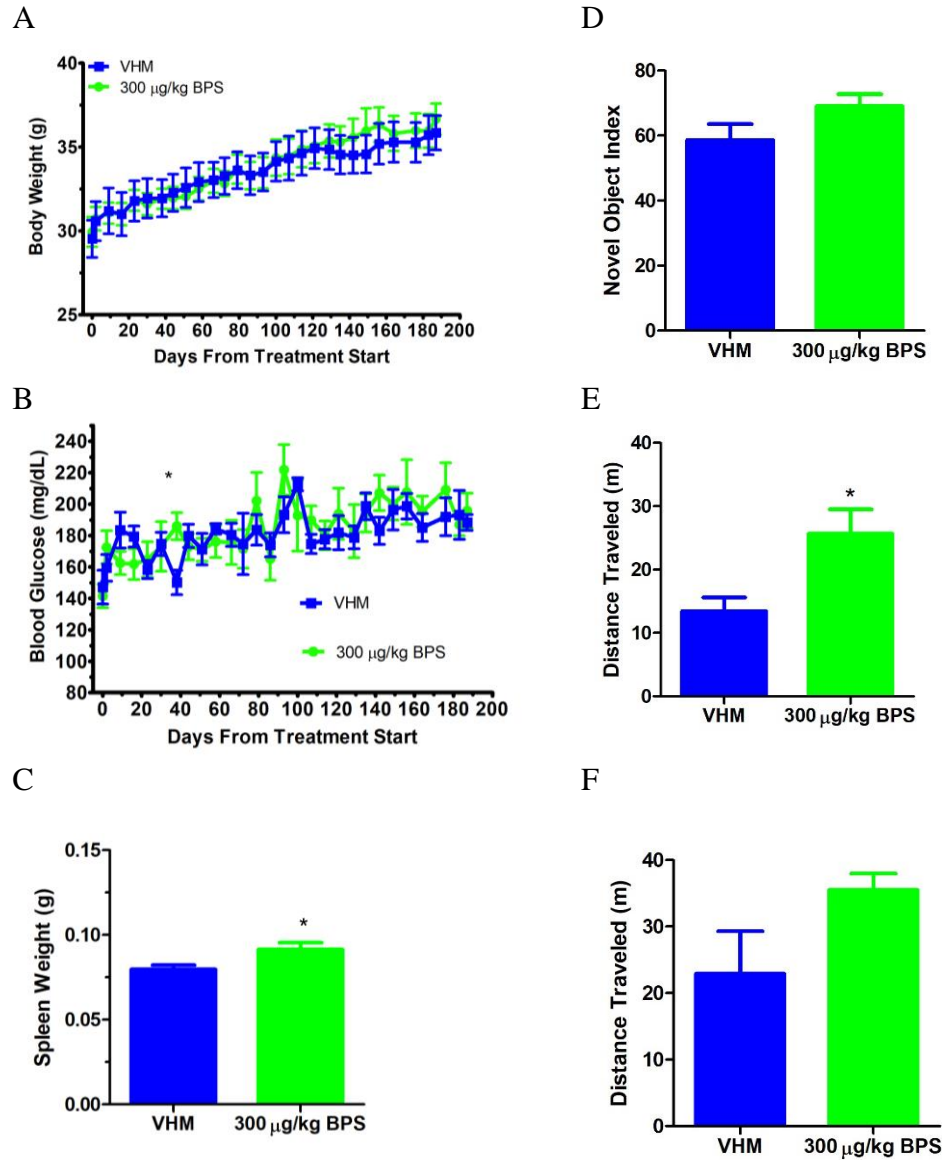 A
VHM
300 μg/kg BPS
Body Weight (g)
40
35
30
25
0 20 40 60 80 100 120 140 160 180 200
Days From Treatment Start
B
Blood Glucose (mg/dL)
240
220
200
180
160
140
120
100
80
*
VHM
300 μg/kg BPS
0 20 40 60 80 100 120 140 160 180 200
Days From Treatment Start
C
Spleen Weight (g)
0.15
0.10
0.05
0.00
*
VHM 300 μg/kg BPS
D
Novel Object Index
80
60
40
20
0
VHM 300 μg/kg BPS
E
Distance Traveled (m)
40
30
20
10
0
*
VHM 300 μg/kg BPS
F
Distance Traveled (m)
40
30
20
10
0
VHM 300 μg/kg BPS